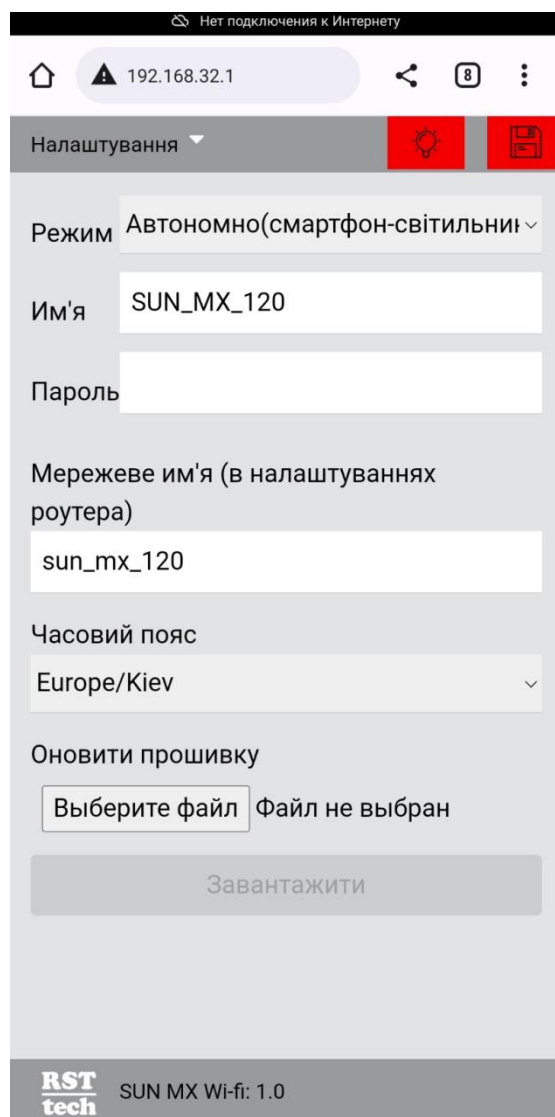 Нет подключения к Интернету
192.168.32.1
8
Налаштування
Режим
Автономно(смартфон-світильник
Им'я
SUN_MX_120
Пароль
Мережеве им'я (в налаштуваннях
роутера)
sun_mx_120
Часовий пояс
Europe/Kiev
Оновити прошивку
Выберите файл Файл не выбран
Завантажити
RST
tech
SUN MX Wi-fi: 1.0